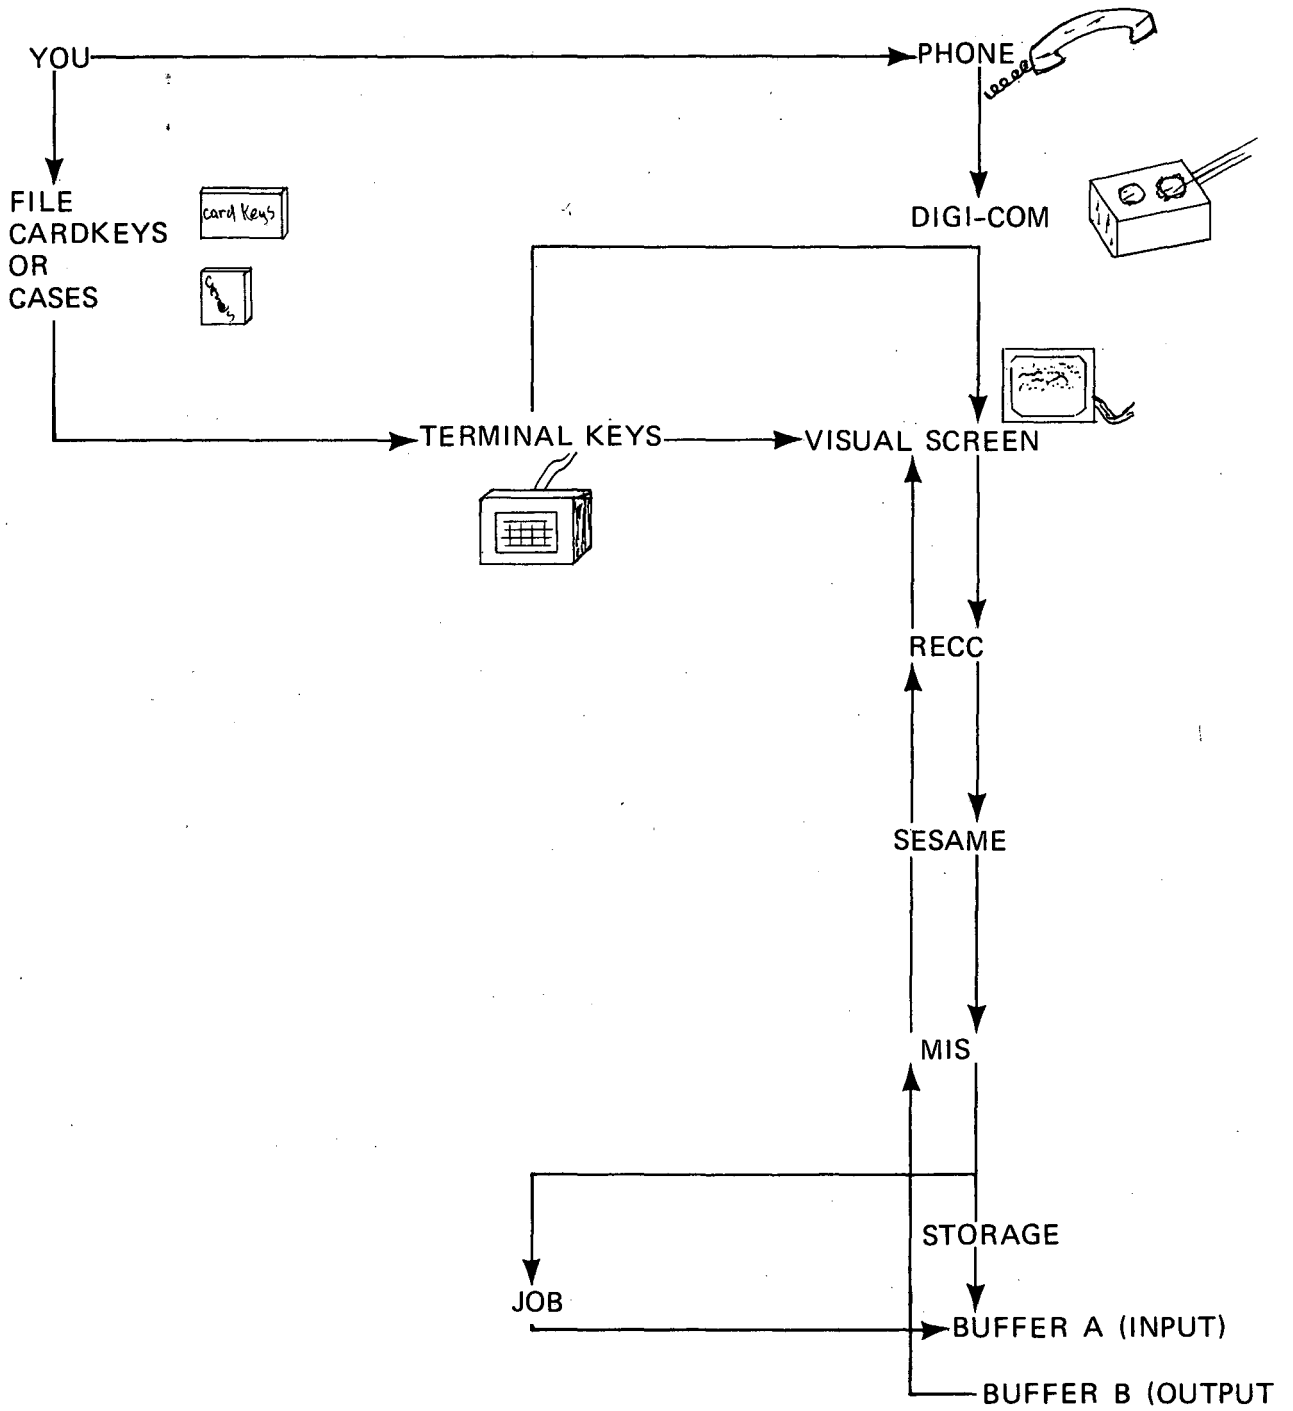 YOU
PHONE
FILE
CARDKEYS
OR
CASES
card Keys
DIGI-COM
TERMINAL KEYS
VISUAL SCREEN
RECC
SESAME
MIS
STORAGE
JOB
BUFFER A (INPUT)
BUFFER B (OUTPUT